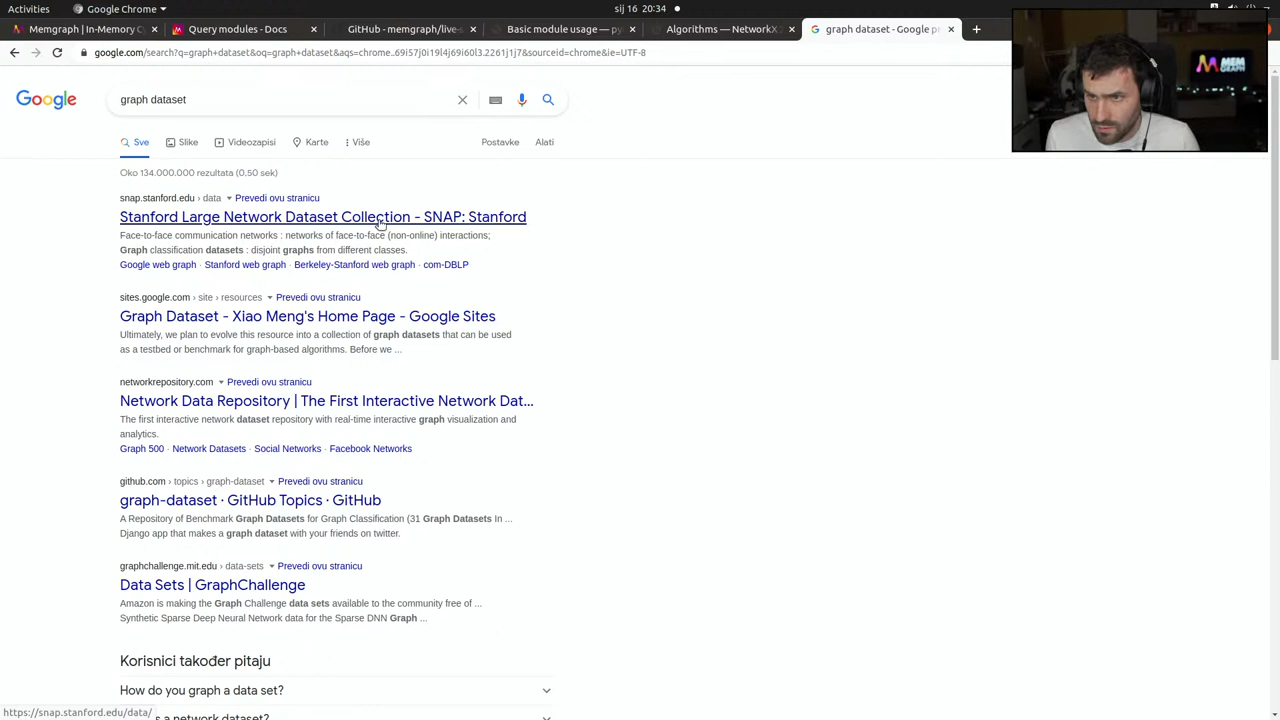 Activities
Google Chrome
sij 16 20:34
Memgraph | In-Memory C
Query modules - Docs
GitHub - memgraph/live-s
Basic module usage — py
Algorithms — NetworkX
graph dataset - Google p
google.com/search?q=graph+dataset&oq=graph+dataset&aqs=chrome..69i57j0i19l4j69i60l3.2261j1j7&sourceid=chrome&ie=UTF-8
MEM
GRAPH
Google
graph dataset
Sve
Slike
Videozapisi
Karte
Više
Postavke
Alati
Oko 134.000.000 rezultata (0,50 sek)
snap.stanford.edu › data
Prevedi ovu stranicu
Stanford Large Network Dataset Collection - SNAP: Stanford
Face-to-face communication networks : networks of face-to-face (non-online) interactions;
Graph classification datasets : disjoint graphs from different classes.
Google web graph · Stanford web graph · Berkeley-Stanford web graph · com-DBLP
sites.google.com › site › resources
Prevedi ovu stranicu
Graph Dataset - Xiao Meng's Home Page - Google Sites
Ultimately, we plan to evolve this resource into a collection of graph datasets that can be used
as a testbed or benchmark for graph-based algorithms. Before we ...
networkrepository.com
Prevedi ovu stranicu
Network Data Repository | The First Interactive Network Dat...
The first interactive network dataset repository with real-time interactive graph visualization and
analytics.
Graph 500 · Network Datasets · Social Networks · Facebook Networks
github.com › topics › graph-dataset
Prevedi ovu stranicu
graph-dataset · GitHub Topics · GitHub
A Repository of Benchmark Graph Datasets for Graph Classification (31 Graph Datasets In ...
Django app that makes a graph dataset with your friends on twitter.
graphchallenge.mit.edu › data-sets
Prevedi ovu stranicu
Data Sets | GraphChallenge
Amazon is making the Graph Challenge data sets available to the community free of ...
Synthetic Sparse Deep Neural Network data for the Sparse DNN Graph ...
Korisnici također pitaju
How do you graph a data set?
https://snap.stanford.edu/data/
s a network dataset?